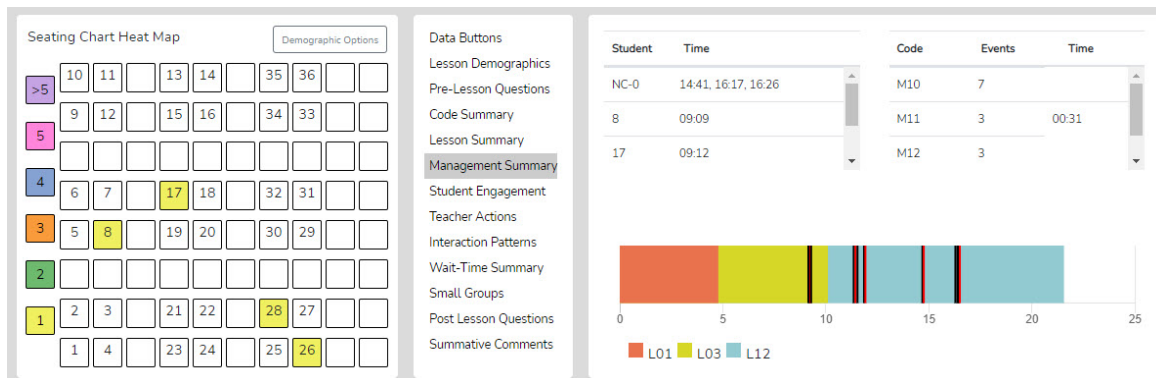 Seating Chart Heat Map
Demographic Options
>5 10 11 13 14 35 36
9 12 15 16 34 33
5
4 6 7 17 18 32 31
3 5 8 19 20 30 29
2
1 2 3 21 22 28 27
1 4 23 24 25 26
Data Buttons
Lesson Demographics
Pre-Lesson Questions
Code Summary
Lesson Summary
Management Summary
Student Engagement
Teacher Actions
Interaction Patterns
Wait-Time Summary
Small Groups
Post Lesson Questions
Summative Comments
Student Time
NC-0 14:41, 16:17, 16:26
8 09:09
17 09:12
Code Events Time
M10 7
M11 3 00:31
M12 3
0 5 10 15 20 25
L01 L03 L12